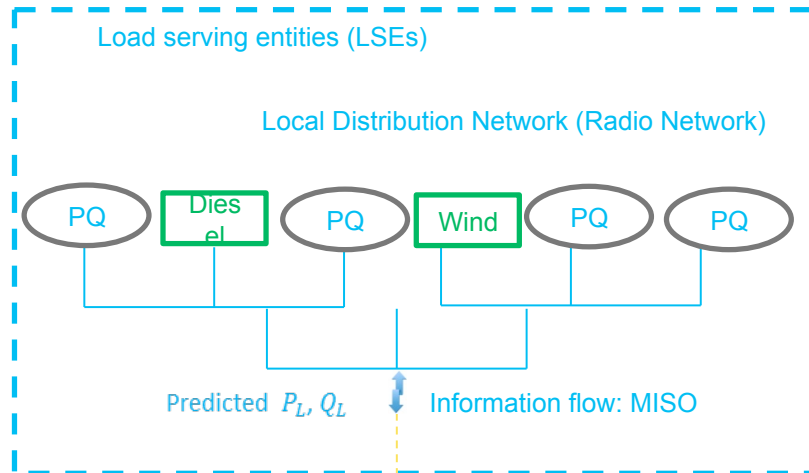 Load serving entities (LSEs)
Local Distribution Network (Radio Network)
PQ
Dies
el
PQ
Wind
PQ
PQ
Predicted P_L, Q_L
Information flow: MISO